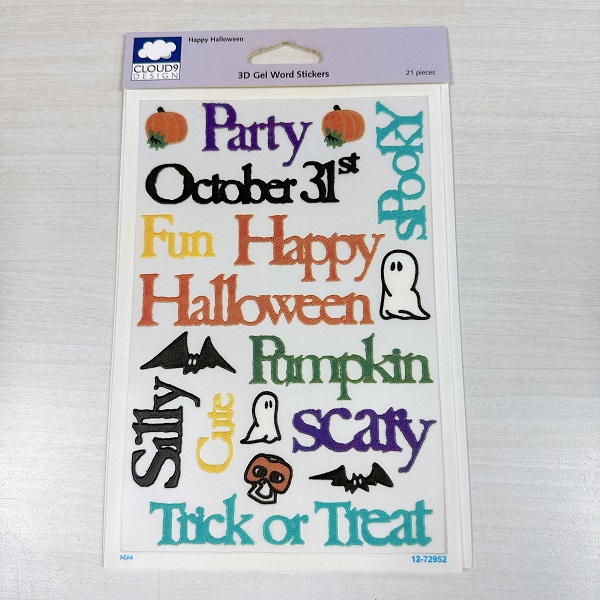 Happy Halloween
CLOUD9
DESIGN
3D Gel Word Stickers
21 pieces
Party
spooky
October 31st
Fun
Happy
Halloween
Pumpkin
Silly
Cute
scary
Trick or Treat
12-72952